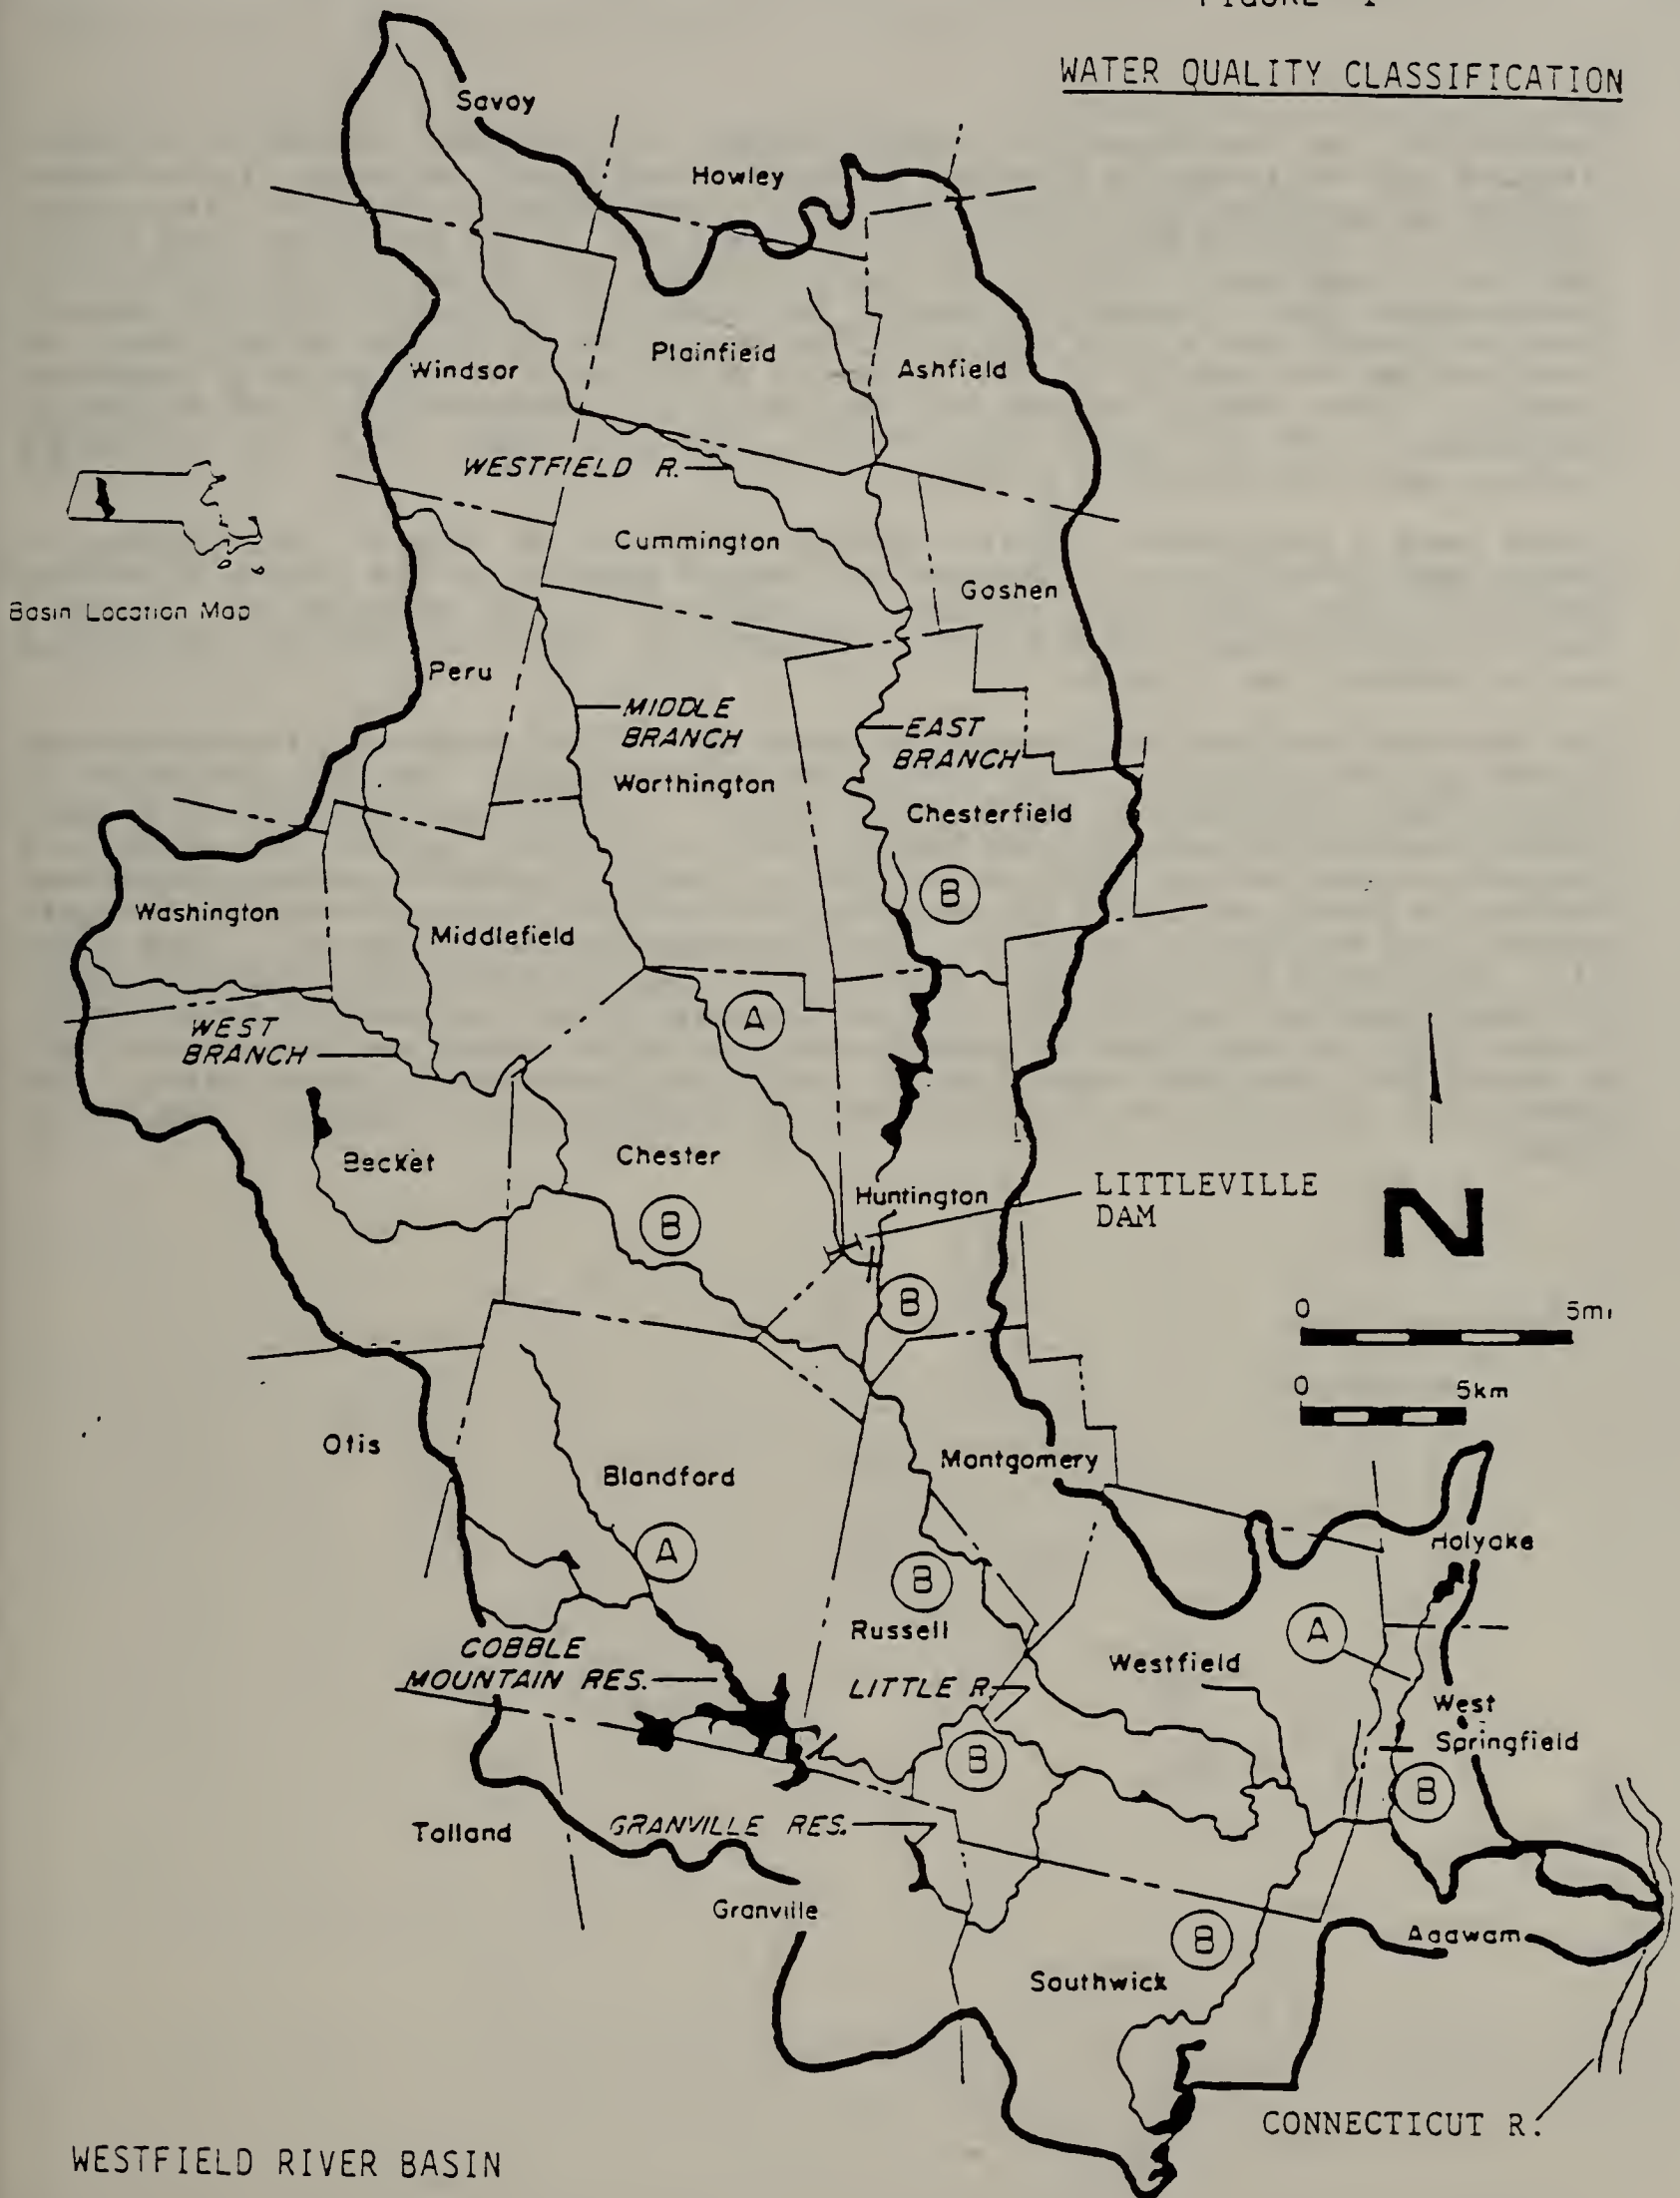 FIGURE 1
WATER QUALITY CLASSIFICATION
Savoy
Howley
Plainfield
Windsor
Ashfield
WESTFIELD R.
Cummington
Goshen
Basin Location Map
Peru
MIDDLE
BRANCH
EAST
BRANCH
Worthington
Chesterfield
B
Washington
Middlefield
A
WEST
BRANCH
Becket
Chester
B
Huntington
LITTLEVILLE
DAM
N
B
0 5mi
0 5km
Otis
Blandford
Montgomery
A
Holyoke
B
Russell
A
COBBLE
MOUNTAIN RES.
LITTLE R.
Westfield
West
Springfield
B
B
Tolland
GRANVILLE RES.
Granville
B
Agawam
Southwick
CONNECTICUT R.
WESTFIELD RIVER BASIN